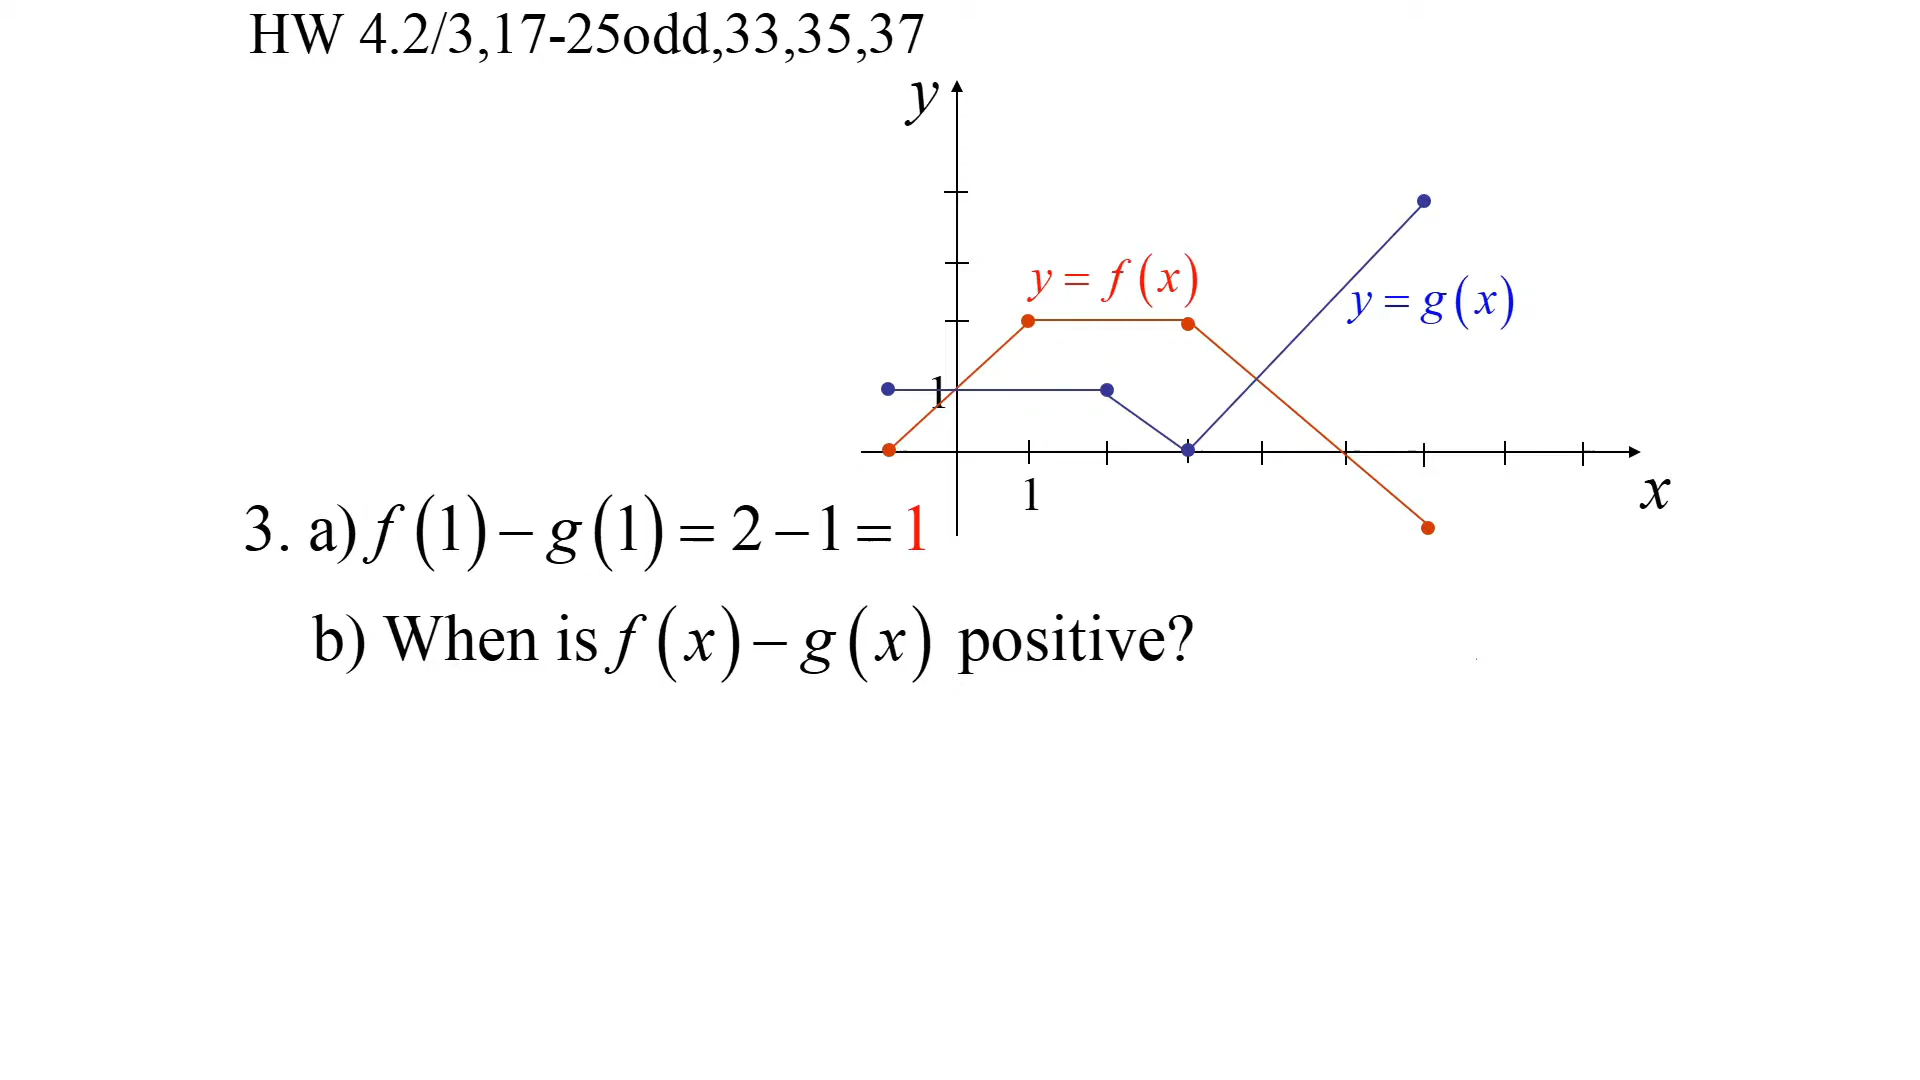 HW 4.2/3,17-25odd,33,35,37
y
y = f(x)
y = g(x)
1
1
x
3. a) f(1) – g(1) = 2 – 1 = 1
b) When is f(x) – g(x) positive?